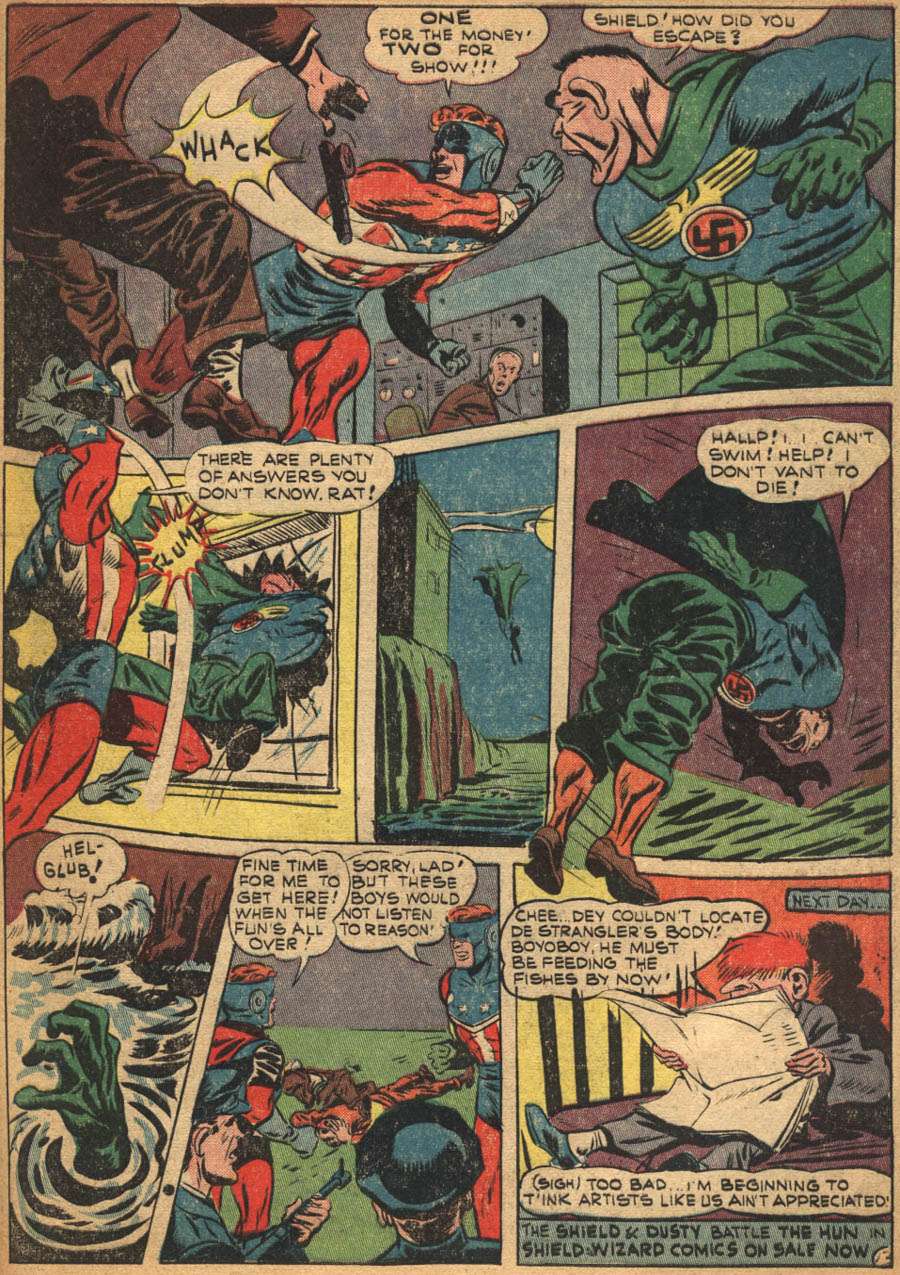 ONE
FOR THE MONEY'
TWO FOR
SHOW!!!
SHIELD! HOW DID YOU
ESCAPE?
WHACK
THERE ARE PLENTY
OF ANSWERS YOU
DON'T KNOW, RAT!
HALLP! I... I CAN'T
SWIM! HELP! I
DON'T VANT TO
DIE!
HEL-
GLUB!
FINE TIME
FOR ME TO
GET HERE!
WHEN THE
FUN'S ALL
OVER!
SORRY, LAD'
BUT THESE
BOYS WOULD
NOT LISTEN
TO REASON'
NEXT DAY...
CHEE... DEY COULDN'T LOCATE
DE STRANGLER'S BODY!
BOYOBOY, HE MUST
BE FEEDING THE
FISHES BY NOW'
(SIGH) TOO BAD... I'M BEGINNING TO
T'INK ARTISTS LIKE US AIN'T APPRECIATED'
THE SHIELD & DUSTY BATTLE THE HUN IN
SHIELD-WIZARD COMICS ON SALE NOW